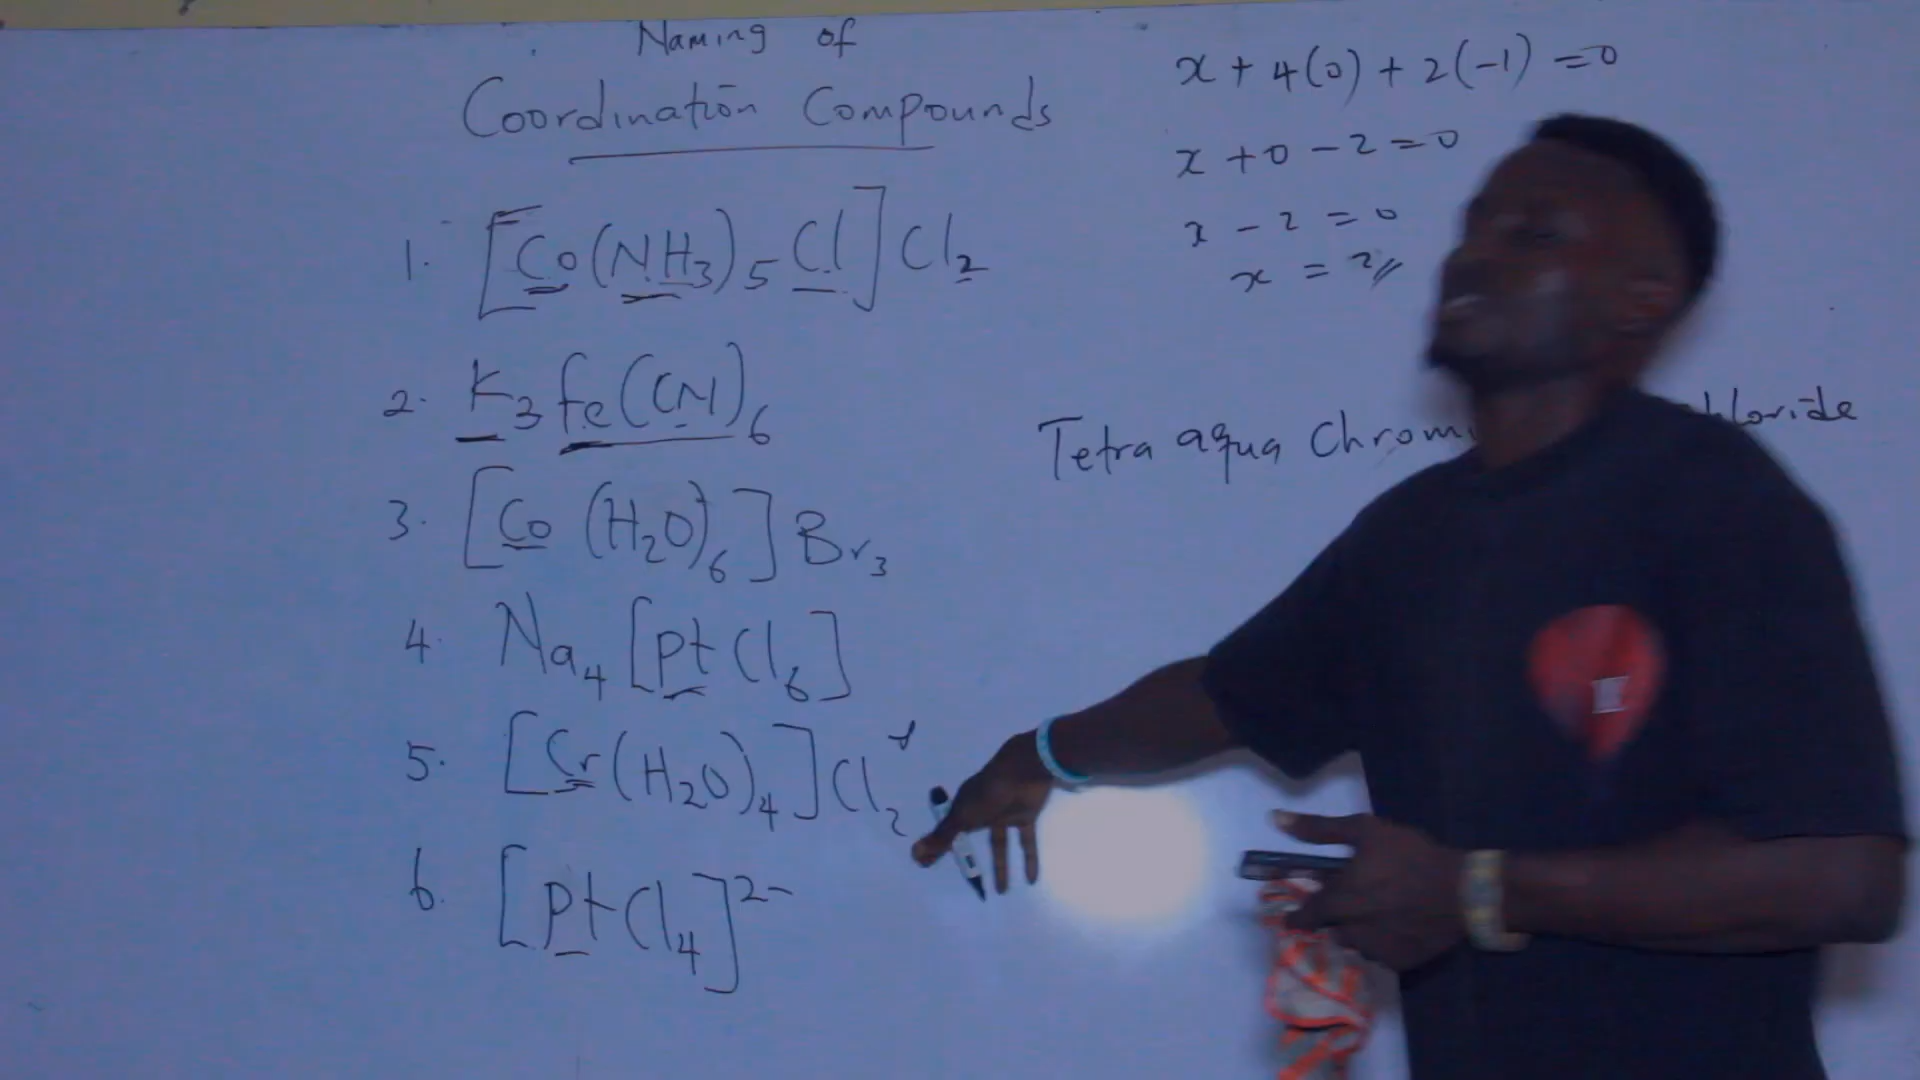 Naming of
Coordination Compounds
1. [Co(NH₃)₅Cl]Cl₂
2. K₃Fe(CN)₆
3. [Co(H₂O)₆]Br₃
4. Na₄[PtCl₆]
5. [Cr(H₂O)₄]Cl₂
6. [PtCl₄]²⁻
x + 4(0) + 2(-1) = 0
x + 0 - 2 = 0
x - 2 = 0
x = 2
Tetra aqua Chrom hloride